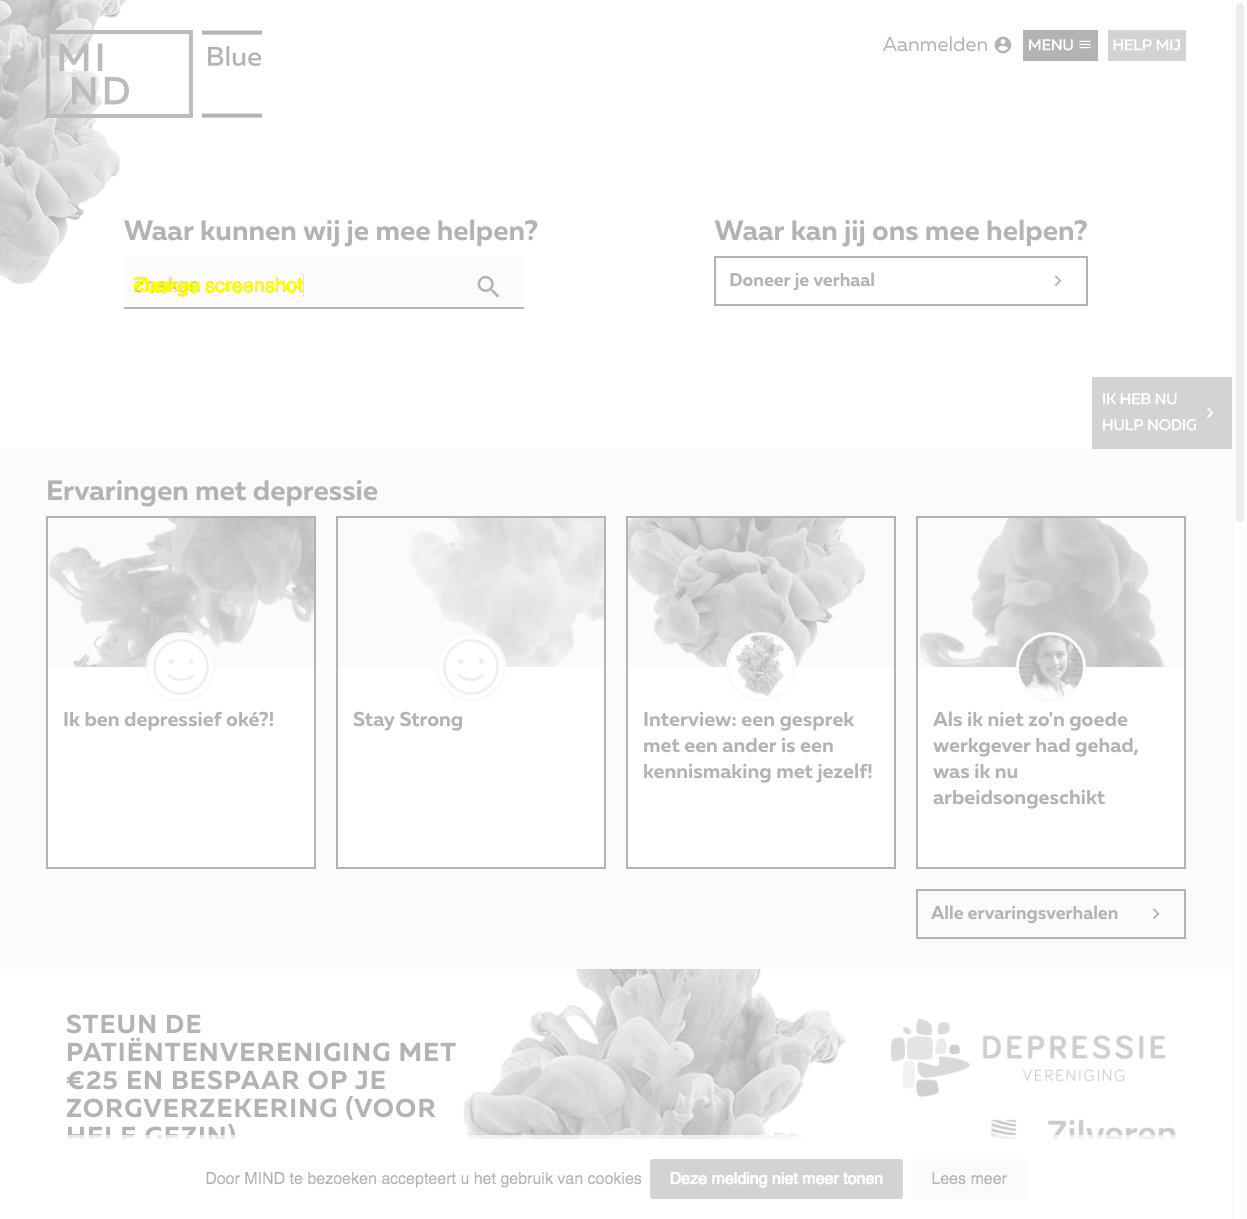 MI
ND
Blue
Aanmelden
MENU
HELP MIJ
Waar kunnen wij je mee helpen?
screenshot
Waar kan jij ons mee helpen?
Doneer je verhaal
IK HEB NU
HULP NODIG
Ervaringen met depressie
Ik ben depressief oké?!
Stay Strong
Interview: een gesprek
met een ander is een
kennismaking met jezelf!
Als ik niet zo'n goede
werkgever had gehad,
was ik nu
arbeidsongeschikt
Alle ervaringsverhalen
STEUN DE
PATIËNTENVERENIGING MET
€25 EN BESPAAR OP JE
ZORGVERZEKERING (VOOR
HELE GEZIN)
DEPRESSIE
VERENIGING
Zilveren
Door MIND te bezoeken accepteert u het gebruik van cookies
Deze melding niet meer tonen
Lees meer